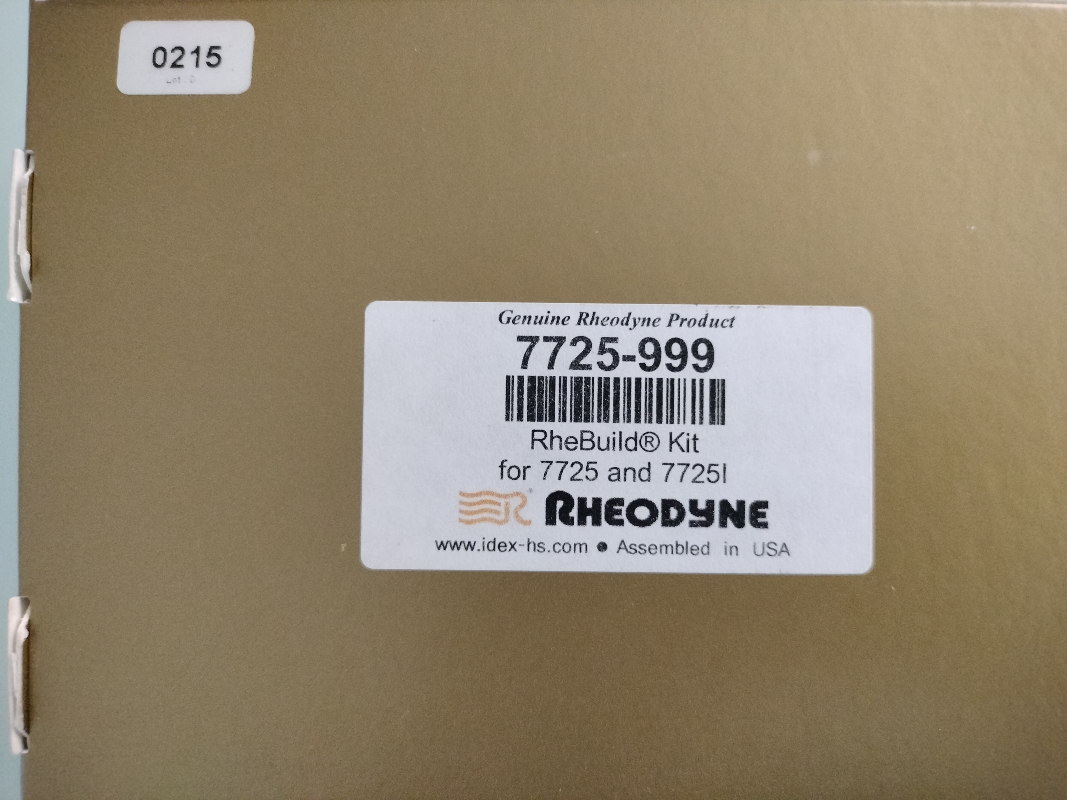 0215
Genuine Rheodyne Product
7725-999
RheBuild® Kit
for 7725 and 7725I
RHEODYNE
www.idex-hs.com ● Assembled in USA